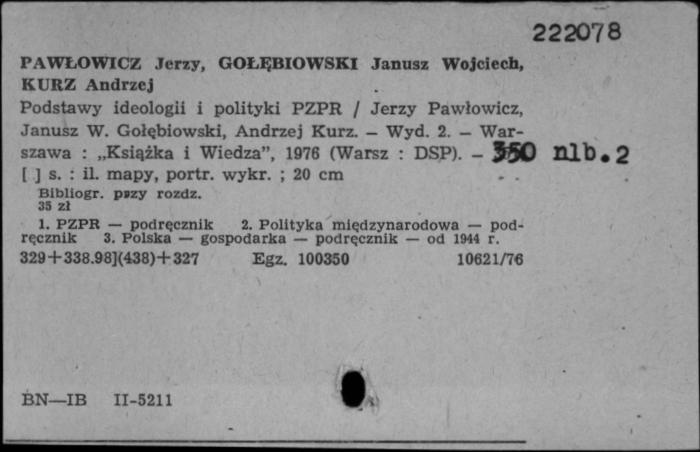 222078
PAWŁOWICZ Jerzy, GOŁĘBIOWSKI Janusz Wojciech,
KURZ Andrzej
Podstawy ideologii i polityki PZPR / Jerzy Pawłowicz,
Janusz W. Gołębiowski, Andrzej Kurz. — Wyd. 2. — War-
szawa : „Książka i Wiedza”, 1976 (Warsz : DSP). — 350 nlb.2
[ ] s. : il. mapy, portr. wykr. ; 20 cm
Bibliogr. pszy rozdz.
35 zł
1. PZPR — podręcznik 2. Polityka międzynarodowa — pod-
ręcznik 3. Polska — gospodarka — podręcznik — od 1944 r.
329+338.98](438)+327 Egz. 100350 10621/76
BN—IB II-5211